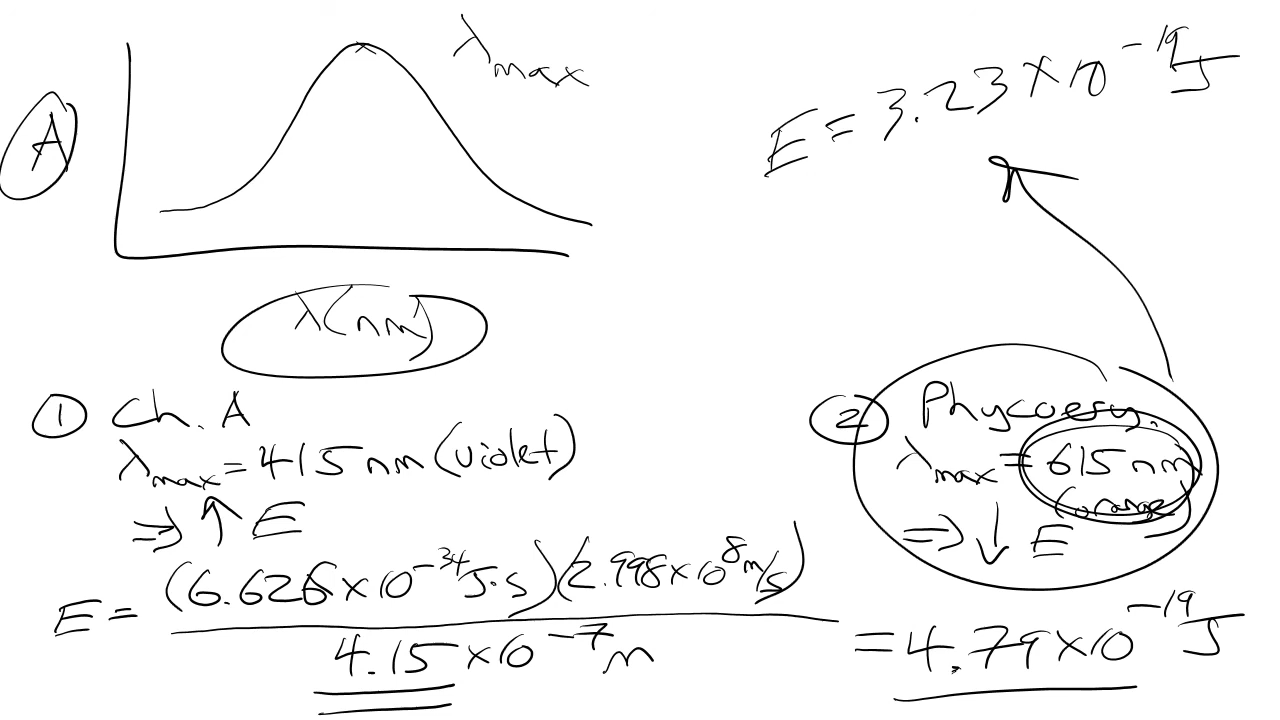 λmax
E = 3.23 × 10⁻¹⁹ J
A
λ(nm)
① Ch. A
λmax = 415 nm (violet)
⇒ ↑ E
② Phycoery.
λmax = 615 nm
(orange)
⇒ ↓ E
E = (6.626 × 10⁻³⁴ J·s)(2.998 × 10⁸ m/s)
4.15 × 10⁻⁷ m
= 4.79 × 10⁻¹⁹ J